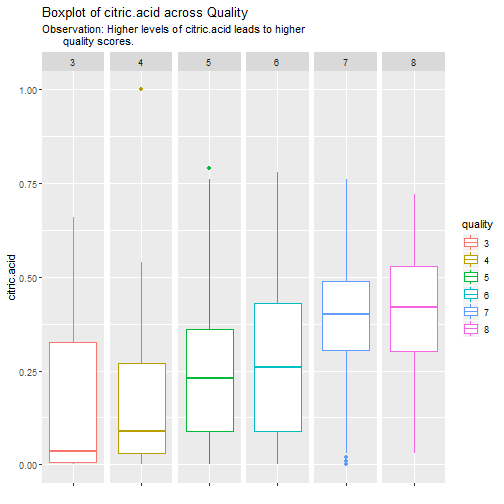 Boxplot of citric.acid across Quality
Observation: Higher levels of citric.acid leads to higher
quality scores.
3 4 5 6 7 8
1.00
0.75
0.50
0.25
0.00
citric.acid
quality
3
4
5
6
7
8